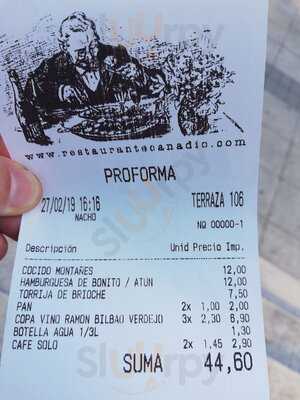 www.restaurantecanadio.com
PROFORMA
27/02/19 16:16 TERRAZA 106
NACHO
NQ 00000-1
Descripción Unid Precio Imp.
COCIDO MONTAÑES 12,00
HAMBURGUESA DE BONITO / ATUN 12,00
TORRIJA DE BRIOCHE 7,50
PAN 2x 1,00 2,00
COPA VINO RAMON BILBAO VERDEJO 3x 2,30 6,90
BOTELLA AGUA 1/3L 1,30
CAFE SOLO 2x 1,45 2,90
SUMA 44,60